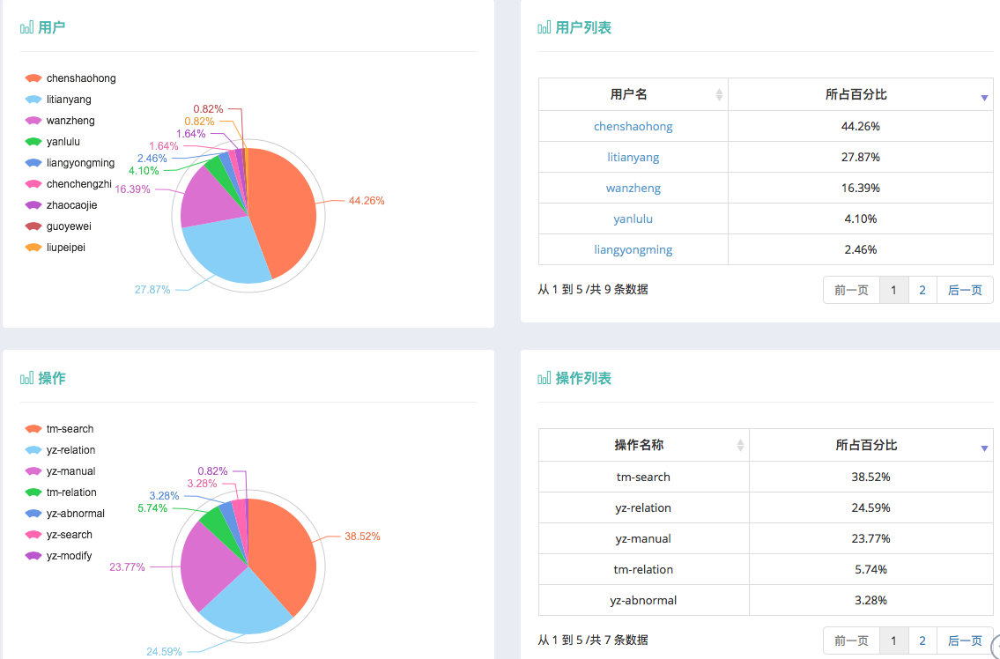 用户
chenshaohong
litianyang
wanzheng
yanlulu
liangyongming
chenchengzhi
zhaocaojie
guoyewei
liupeipei
0.82%
0.82%
1.64%
1.64%
2.46%
4.10%
16.39%
44.26%
27.87%
用户列表
用户名 所占百分比
chenshaohong 44.26%
litianyang 27.87%
wanzheng 16.39%
yanlulu 4.10%
liangyongming 2.46%
从 1 到 5 /共 9 条数据 前一页 1 2 后一页
操作
tm-search
yz-relation
yz-manual
tm-relation
yz-abnormal
yz-search
yz-modify
0.82%
3.28%
3.28%
5.74%
38.52%
23.77%
24.59%
操作列表
操作名称 所占百分比
tm-search 38.52%
yz-relation 24.59%
yz-manual 23.77%
tm-relation 5.74%
yz-abnormal 3.28%
从 1 到 5 /共 7 条数据 前一页 1 2 后一页